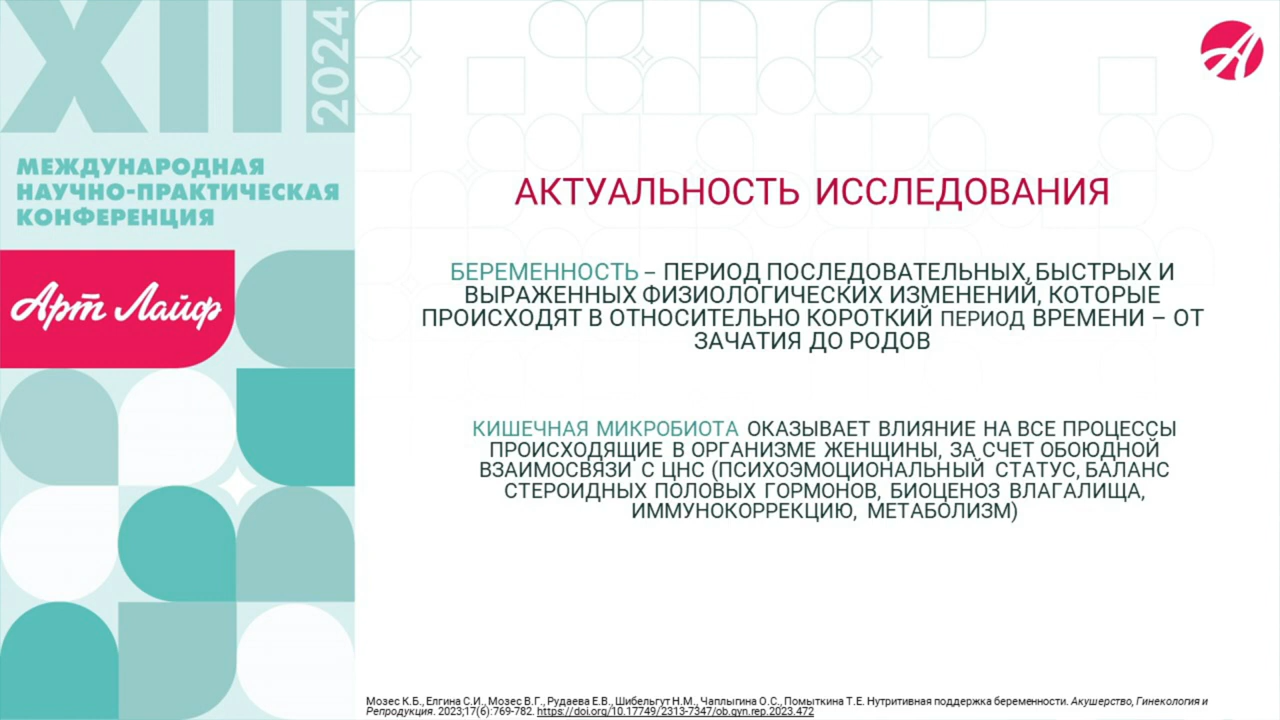 XII 2024
МЕЖДУНАРОДНАЯ
НАУЧНО-ПРАКТИЧЕСКАЯ
КОНФЕРЕНЦИЯ
Арт Лайф
АКТУАЛЬНОСТЬ ИССЛЕДОВАНИЯ
БЕРЕМЕННОСТЬ – ПЕРИОД ПОСЛЕДОВАТЕЛЬНЫХ, БЫСТРЫХ И
ВЫРАЖЕННЫХ ФИЗИОЛОГИЧЕСКИХ ИЗМЕНЕНИЙ, КОТОРЫЕ
ПРОИСХОДЯТ В ОТНОСИТЕЛЬНО КОРОТКИЙ ПЕРИОД ВРЕМЕНИ – ОТ
ЗАЧАТИЯ ДО РОДОВ
КИШЕЧНАЯ МИКРОБИОТА ОКАЗЫВАЕТ ВЛИЯНИЕ НА ВСЕ ПРОЦЕССЫ
ПРОИСХОДЯЩИЕ В ОРГАНИЗМЕ ЖЕНЩИНЫ, ЗА СЧЕТ ОБОЮДНОЙ
ВЗАИМОСВЯЗИ С ЦНС (ПСИХОЭМОЦИОНАЛЬНЫЙ СТАТУС, БАЛАНС
СТЕРОИДНЫХ ПОЛОВЫХ ГОРМОНОВ, БИОЦЕНОЗ ВЛАГАЛИЩА,
ИММУНОКОРРЕКЦИЮ, МЕТАБОЛИЗМ)
Мозес К.Б., Елгина С.И., Мозес В.Г., Рудаева Е.В., Шибельгут Н.М., Чаплыгина О.С., Помыткина Т.Е. Нутритивная поддержка беременности. Акушерство, Гинекология и
Репродукция. 2023;17(6):769-782. https://doi.org/10.17749/2313-7347/ob.gyn.rep.2023.472